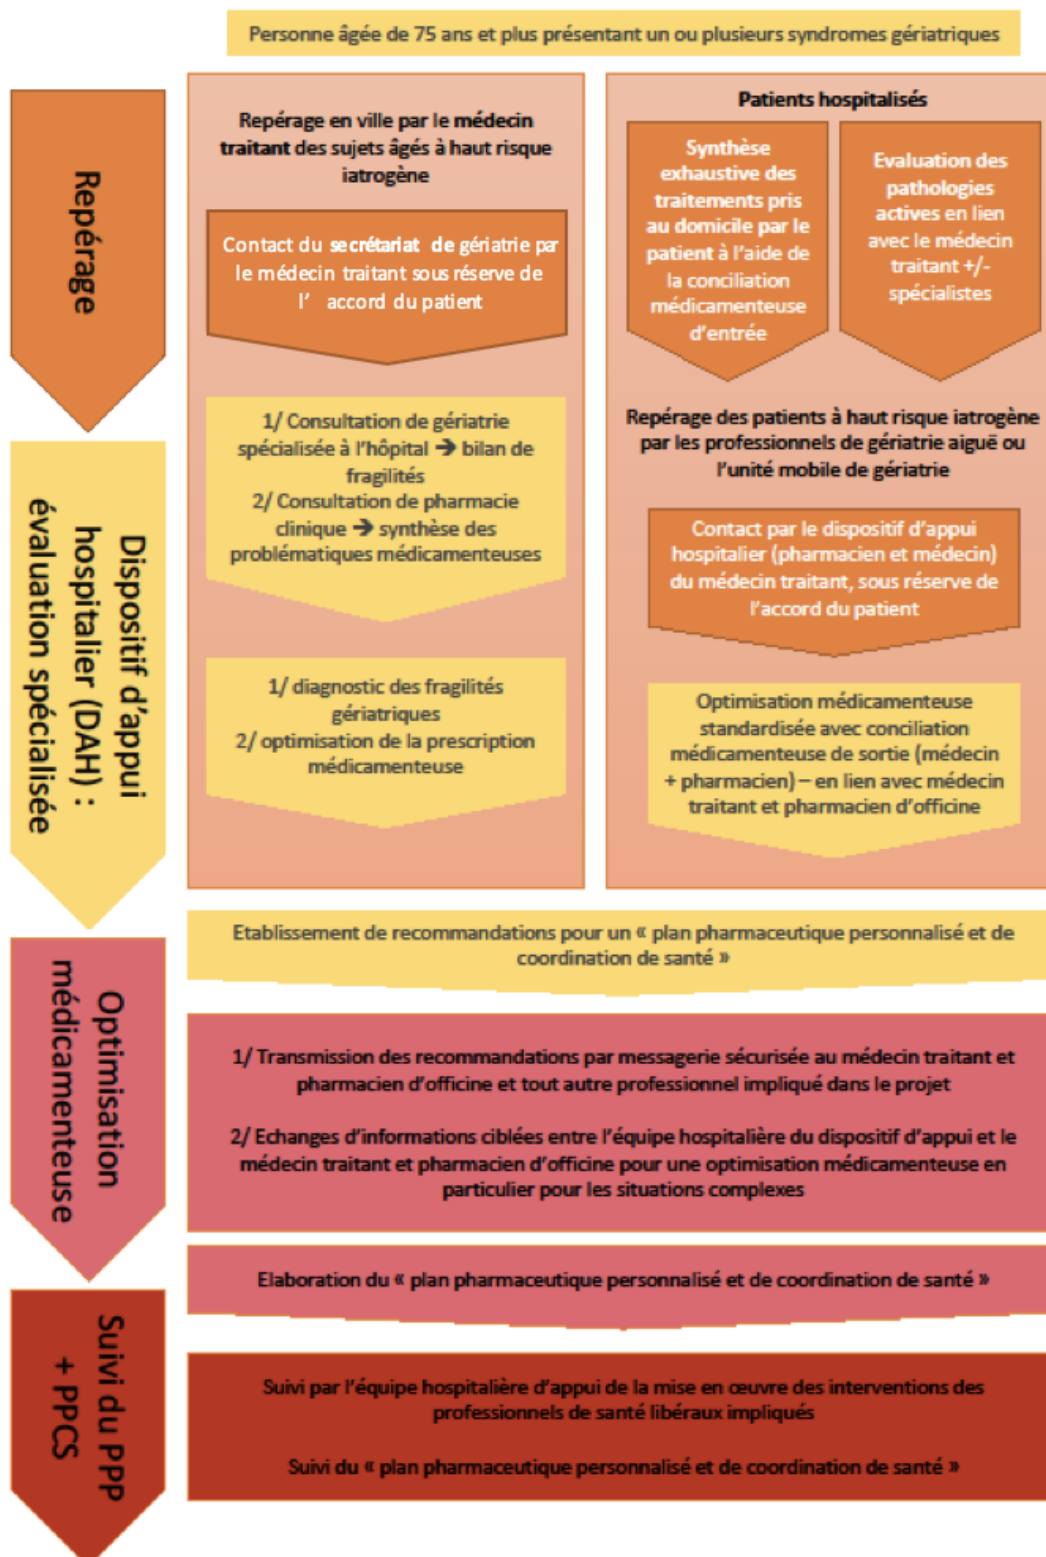 Personne âgée de 75 ans et plus présentant un ou plusieurs syndromes gériatriques
Repérage
Repérage en ville par le médecin
traitant des sujets âgés à haut risque
iatrogène
Contact du secrétariat de gériatrie par
le médecin traitant sous réserve de
l' accord du patient
1/ Consultation de gériatrie
spécialisée à l'hôpital ➔ bilan de
fragilités
2/ Consultation de pharmacie
clinique ➔ synthèse des
problématiques médicamenteuses
1/ diagnostic des fragilités
gériatriques
2/ optimisation de la prescription
médicamenteuse
Patients hospitalisés
Synthèse
exhaustive des
traitements pris
au domicile par le
patient à l'aide de
la conciliation
médicamenteuse
d'entrée
Evaluation des
pathologies
actives en lien
avec le médecin
traitant +/-
spécialistes
Repérage des patients à haut risque iatrogène
par les professionnels de gériatrie aiguë ou
l'unité mobile de gériatrie
Contact par le dispositif d'appui
hospitalier (pharmacien et médecin)
du médecin traitant, sous réserve de
l'accord du patient
Optimisation médicamenteuse
standardisée avec conciliation
médicamenteuse de sortie (médecin
+ pharmacien) – en lien avec médecin
traitant et pharmacien d'officine
Dispositif d'appui
hospitalier (DAH) :
évaluation spécialisée
Etablissement de recommandations pour un « plan pharmaceutique personnalisé et de
coordination de santé »
Optimisation
médicamenteuse
1/ Transmission des recommandations par messagerie sécurisée au médecin traitant et
pharmacien d'officine et tout autre professionnel impliqué dans le projet
2/ Echanges d'informations ciblées entre l'équipe hospitalière du dispositif d'appui et le
médecin traitant et pharmacien d'officine pour une optimisation médicamenteuse en
particulier pour les situations complexes
Elaboration du « plan pharmaceutique personnalisé et de coordination de santé »
Suivi du PPP
+ PPCS
Suivi par l'équipe hospitalière d'appui de la mise en œuvre des interventions des
professionnels de santé libéraux impliqués
Suivi du « plan pharmaceutique personnalisé et de coordination de santé »